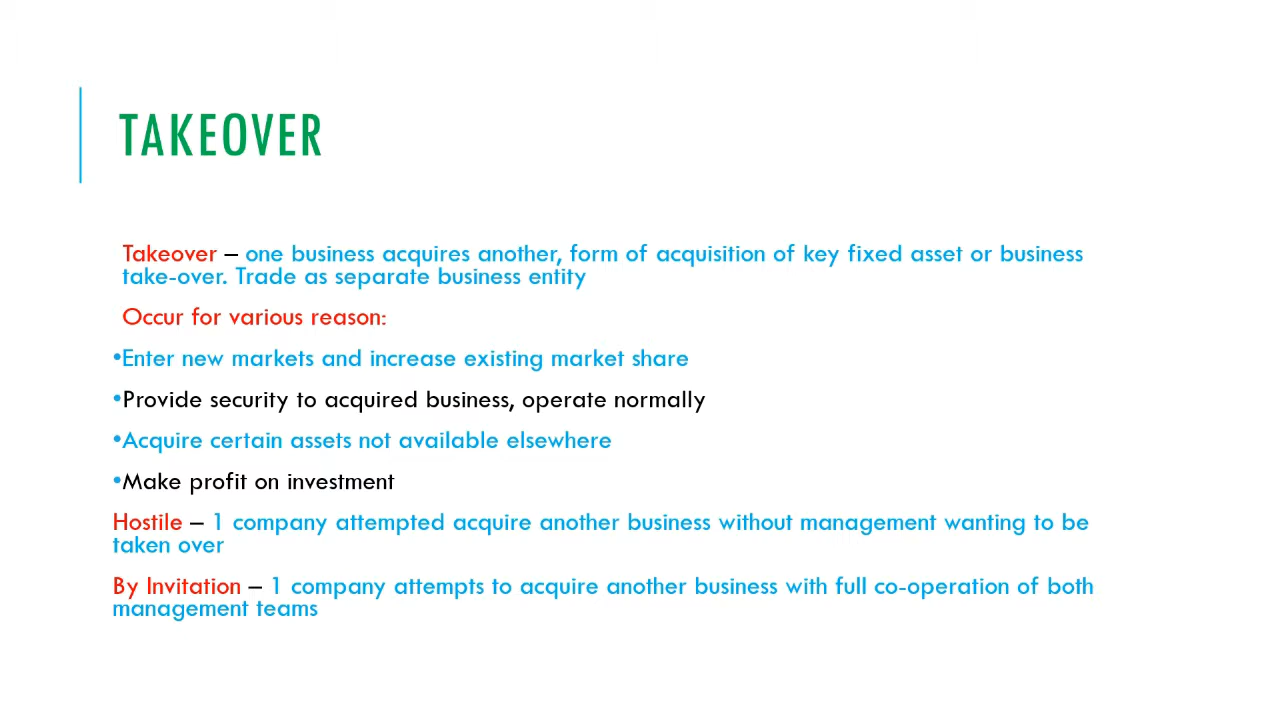 TAKEOVER
Takeover – one business acquires another, form of acquisition of key fixed asset or business
take-over. Trade as separate business entity
Occur for various reason:
•Enter new markets and increase existing market share
•Provide security to acquired business, operate normally
•Acquire certain assets not available elsewhere
•Make profit on investment
Hostile – 1 company attempted acquire another business without management wanting to be
taken over
By Invitation – 1 company attempts to acquire another business with full co-operation of both
management teams